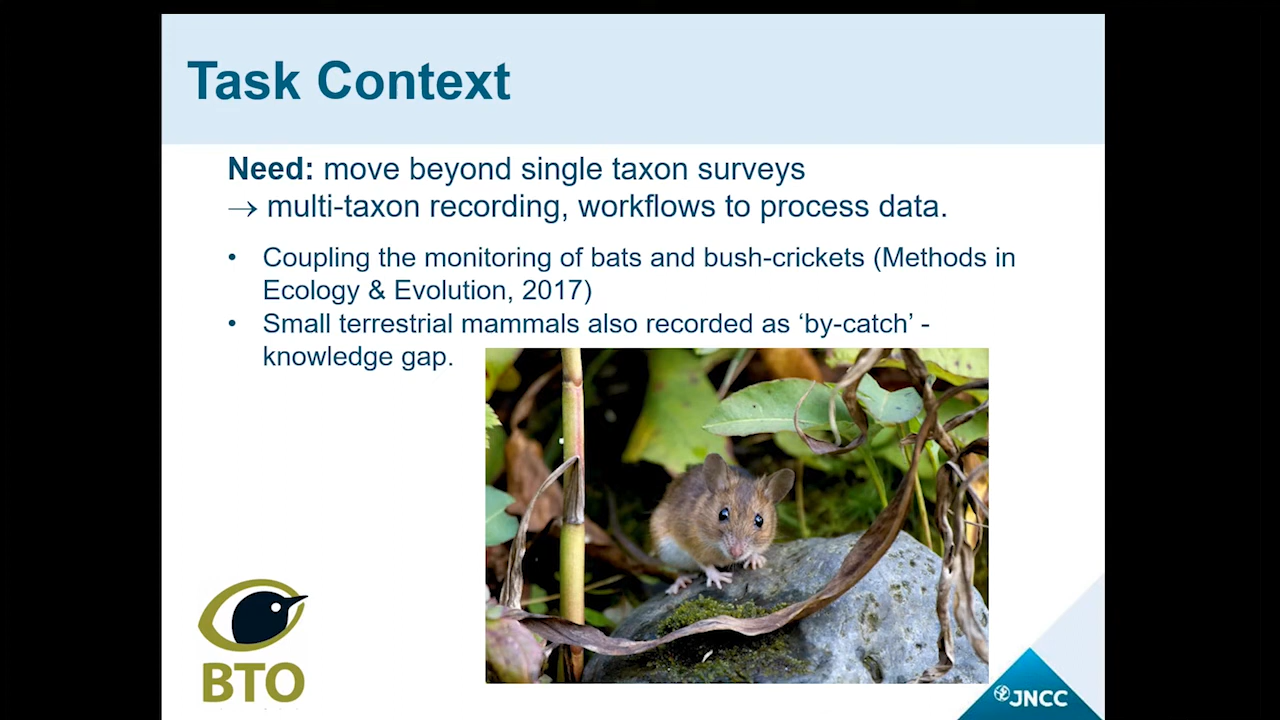 Task Context
Need: move beyond single taxon surveys
→ multi-taxon recording, workflows to process data.
• Coupling the monitoring of bats and bush-crickets (Methods in
Ecology & Evolution, 2017)
• Small terrestrial mammals also recorded as ‘by-catch’ -
knowledge gap.
BTO
JNCC